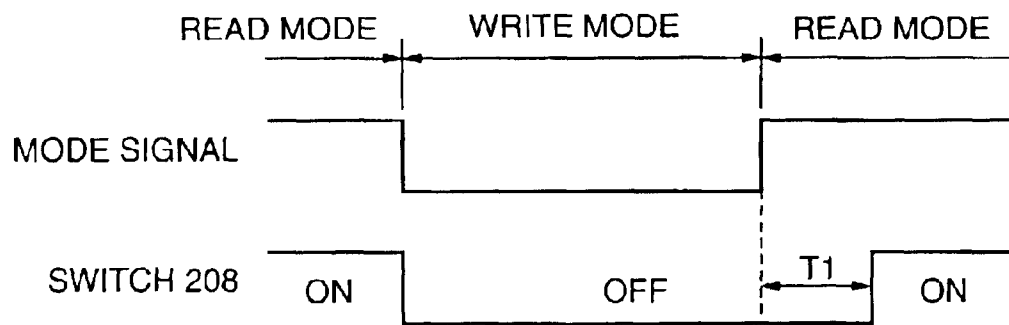 READ MODE WRITE MODE READ MODE
MODE SIGNAL
T1
SWITCH 208 ON OFF ON